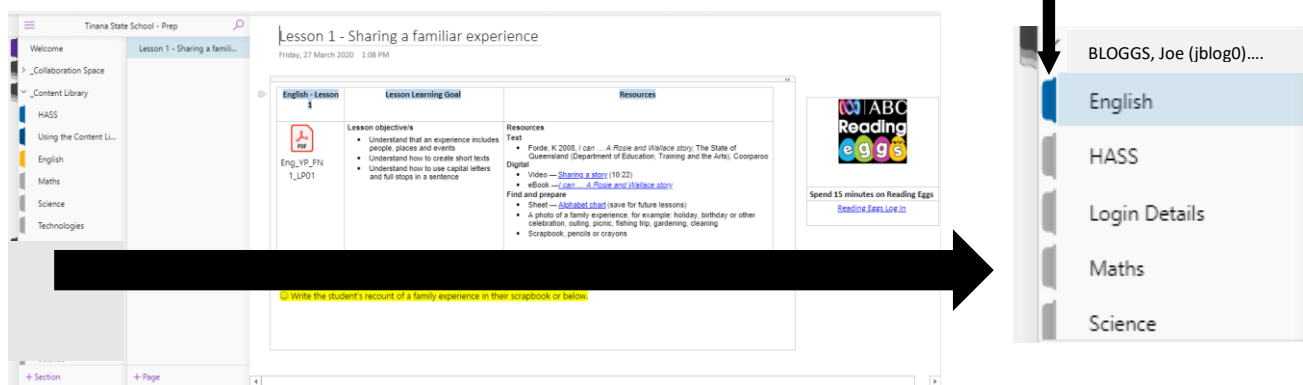 Tinana State School - Prep
Welcome
_Collaboration Space
_Content Library
HASS
Using the Content Li...
English
Maths
Science
Technologies
+ Section
Lesson 1 - Sharing a famili...
+ Page
Lesson 1 - Sharing a familiar experience
Friday, 27 March 2020 1:08 PM
English - Lesson
1
Eng_YP_FN
1_LP01
Lesson Learning Goal
Lesson objective/s
• Understand that an experience includes
people, places and events
• Understand how to create short texts
• Understand how to use capital letters
and full stops in a sentence
Resources
Resources
Text
• Forde, K 2008, I can ... A Rosie and Wallace story, The State of
Queensland (Department of Education, Training and the Arts), Coorparoo
Digital
• Video — Sharing a story (10:22)
• eBook — I can ... A Rosie and Wallace story
Find and prepare
• Sheet — Alphabet chart (save for future lessons)
• A photo of a family experience, for example: holiday, birthday or other
celebration, outing, picnic, fishing trip, gardening, cleaning
• Scrapbook, pencils or crayons
Write the student's recount of a family experience in their scrapbook or below.
ABC
Reading
eggs
Spend 15 minutes on Reading Eggs
Reading Eggs Log In
BLOGGS, Joe (jblog0)....
English
HASS
Login Details
Maths
Science